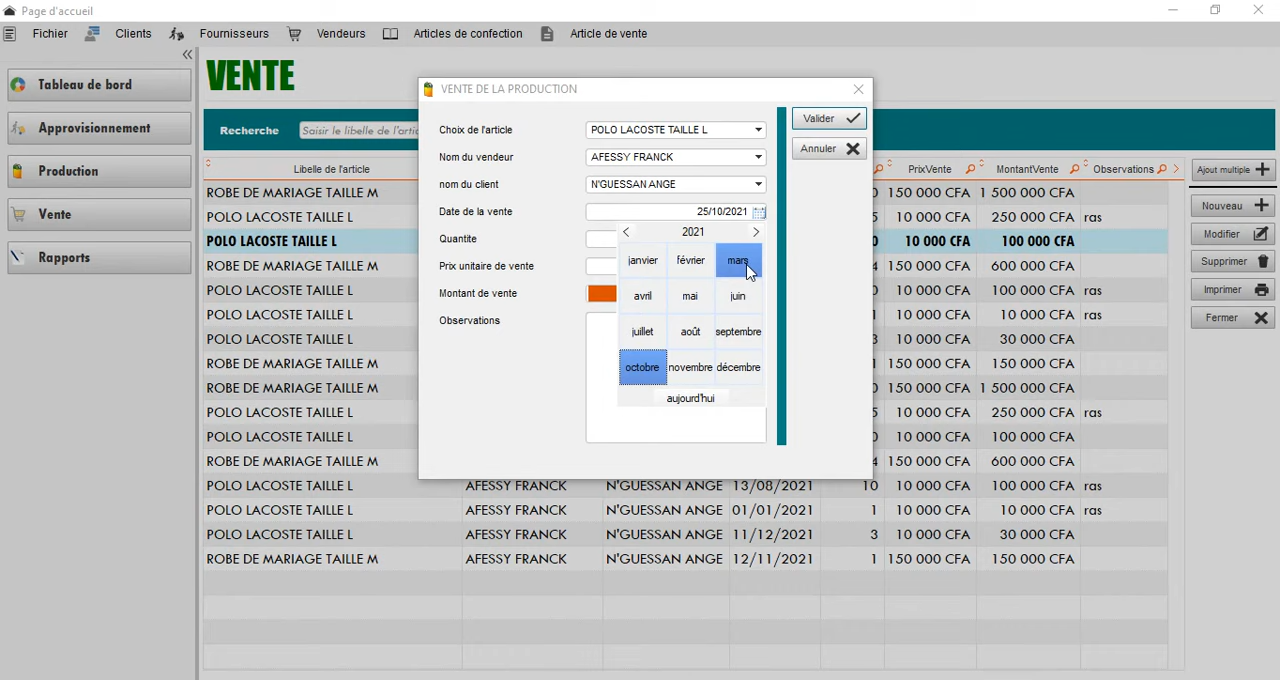 Page d'accueil
Fichier Clients Fournisseurs Vendeurs Articles de confection Article de vente
«
Tableau de bord
Approvisionnement
Production
Vente
Rapports
VENTE
Recherche Saisir le libelle de l'artic
Libelle de l'article PrixVente MontantVente Observations
ROBE DE MARIAGE TAILLE M 0 150 000 CFA 1 500 000 CFA
POLO LACOSTE TAILLE L 5 10 000 CFA 250 000 CFA ras
POLO LACOSTE TAILLE L 0 10 000 CFA 100 000 CFA
ROBE DE MARIAGE TAILLE M 4 150 000 CFA 600 000 CFA
POLO LACOSTE TAILLE L 0 10 000 CFA 100 000 CFA ras
POLO LACOSTE TAILLE L 1 10 000 CFA 10 000 CFA ras
POLO LACOSTE TAILLE L 3 10 000 CFA 30 000 CFA
ROBE DE MARIAGE TAILLE M 1 150 000 CFA 150 000 CFA
ROBE DE MARIAGE TAILLE M 0 150 000 CFA 1 500 000 CFA
POLO LACOSTE TAILLE L 5 10 000 CFA 250 000 CFA ras
POLO LACOSTE TAILLE L 0 10 000 CFA 100 000 CFA
ROBE DE MARIAGE TAILLE M 4 150 000 CFA 600 000 CFA
POLO LACOSTE TAILLE L AFESSY FRANCK N'GUESSAN ANGE 13/08/2021 10 10 000 CFA 100 000 CFA ras
POLO LACOSTE TAILLE L AFESSY FRANCK N'GUESSAN ANGE 01/01/2021 1 10 000 CFA 10 000 CFA ras
POLO LACOSTE TAILLE L AFESSY FRANCK N'GUESSAN ANGE 11/12/2021 3 10 000 CFA 30 000 CFA
ROBE DE MARIAGE TAILLE M AFESSY FRANCK N'GUESSAN ANGE 12/11/2021 1 150 000 CFA 150 000 CFA
VENTE DE LA PRODUCTION
Choix de l'article POLO LACOSTE TAILLE L
Nom du vendeur AFESSY FRANCK
nom du client N'GUESSAN ANGE
Date de la vente 25/10/2021
Quantite
Prix unitaire de vente
Montant de vente
Observations
2021
janvier février mars
avril mai juin
juillet août septembre
octobre novembre décembre
aujourd'hui
Valider
Annuler
Ajout multiple
Nouveau
Modifier
Supprimer
Imprimer
Fermer